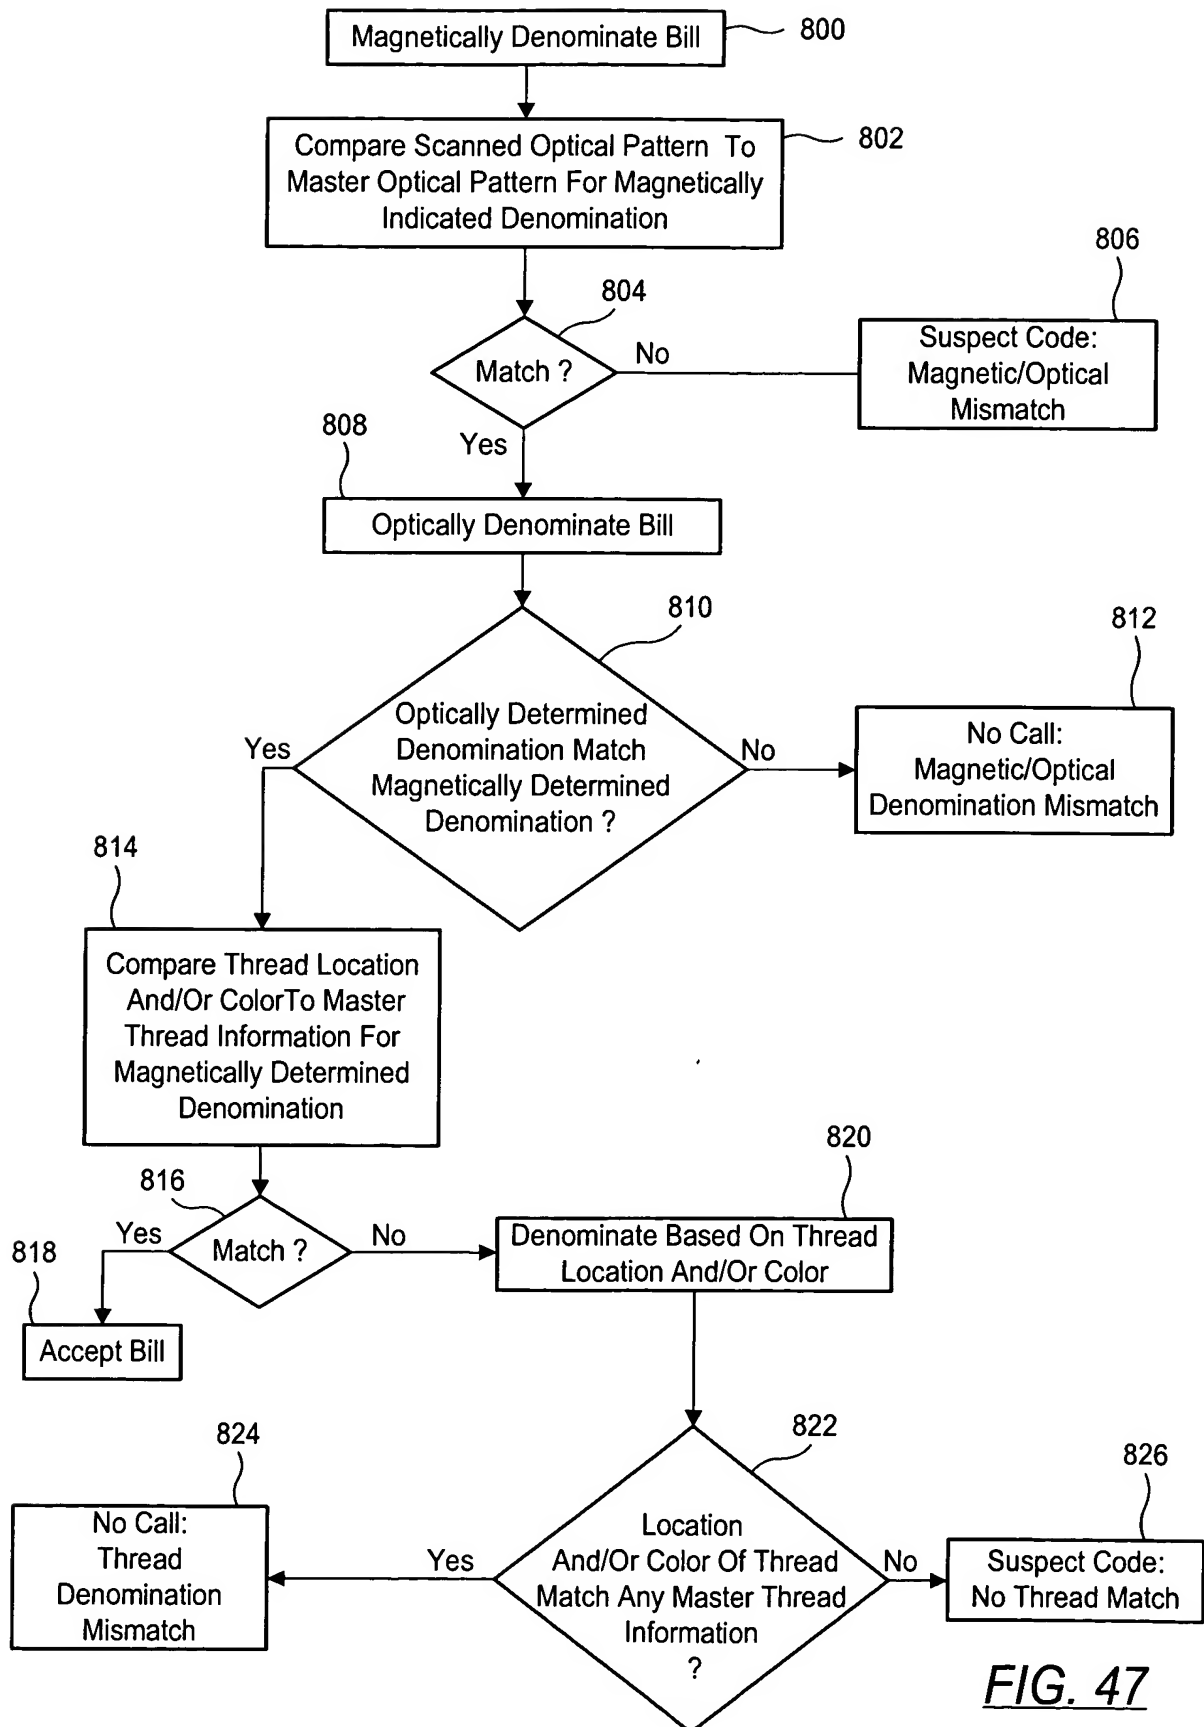 Magnetically Denominate Bill
800
Compare Scanned Optical Pattern To
Master Optical Pattern For Magnetically
Indicated Denomination
802
804
Match ?
No
806
Suspect Code:
Magnetic/Optical
Mismatch
Yes
808
Optically Denominate Bill
810
Optically Determined
Denomination Match
Magnetically Determined
Denomination ?
Yes
No
812
No Call:
Magnetic/Optical
Denomination Mismatch
814
Compare Thread Location
And/Or ColorTo Master
Thread Information For
Magnetically Determined
Denomination
816
Match ?
Yes
No
818
Accept Bill
820
Denominate Based On Thread
Location And/Or Color
822
Location
And/Or Color Of Thread
Match Any Master Thread
Information
?
Yes
No
824
No Call:
Thread
Denomination
Mismatch
826
Suspect Code:
No Thread Match
FIG. 47